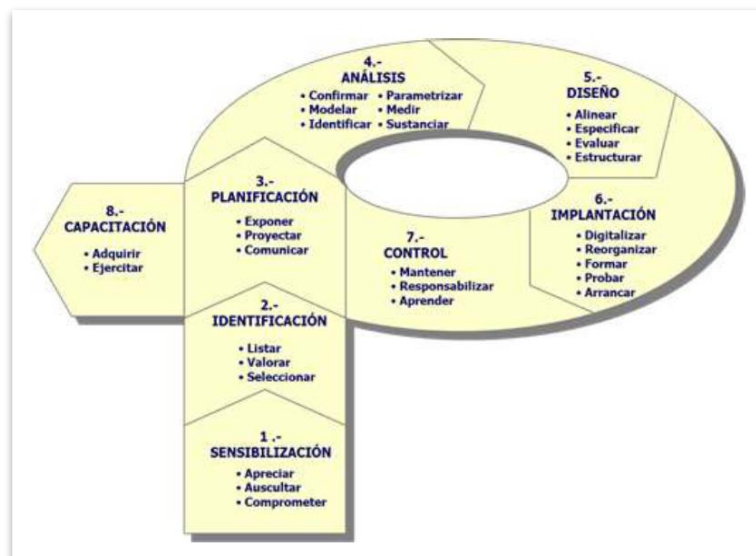 4.-
ANÁLISIS
• Confirmar • Parametrizar
• Modelar • Medir
• Identificar • Sustanciar
5.-
DISEÑO
• Alinear
• Especificar
• Evaluar
• Estructurar
3.-
PLANIFICACIÓN
• Exponer
• Proyectar
• Comunicar
8.-
CAPACITACIÓN
• Adquirir
• Ejercitar
6.-
IMPLANTACIÓN
• Digitalizar
• Reorganizar
• Formar
• Probar
• Arrancar
7.-
CONTROL
• Mantener
• Responsabilizar
• Aprender
2.-
IDENTIFICACIÓN
• Listar
• Valorar
• Seleccionar
1 .-
SENSIBILIZACIÓN
• Apreciar
• Auscultar
• Comprometer